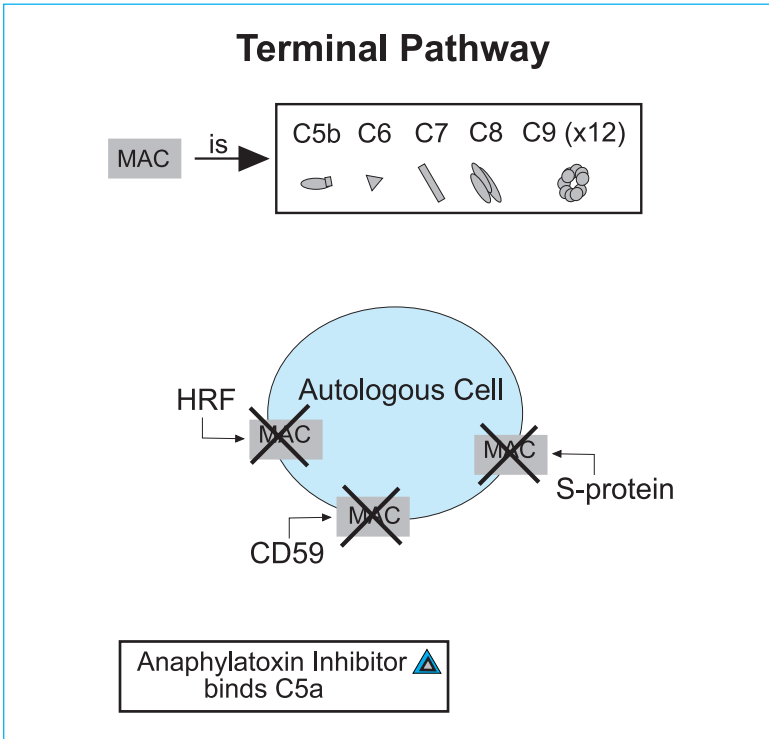 Terminal Pathway
MAC
is
C5b C6 C7 C8 C9 (x12)
Autologous Cell
HRF
MAC
MAC
S-protein
MAC
CD59
Anaphylatoxin Inhibitor
binds C5a